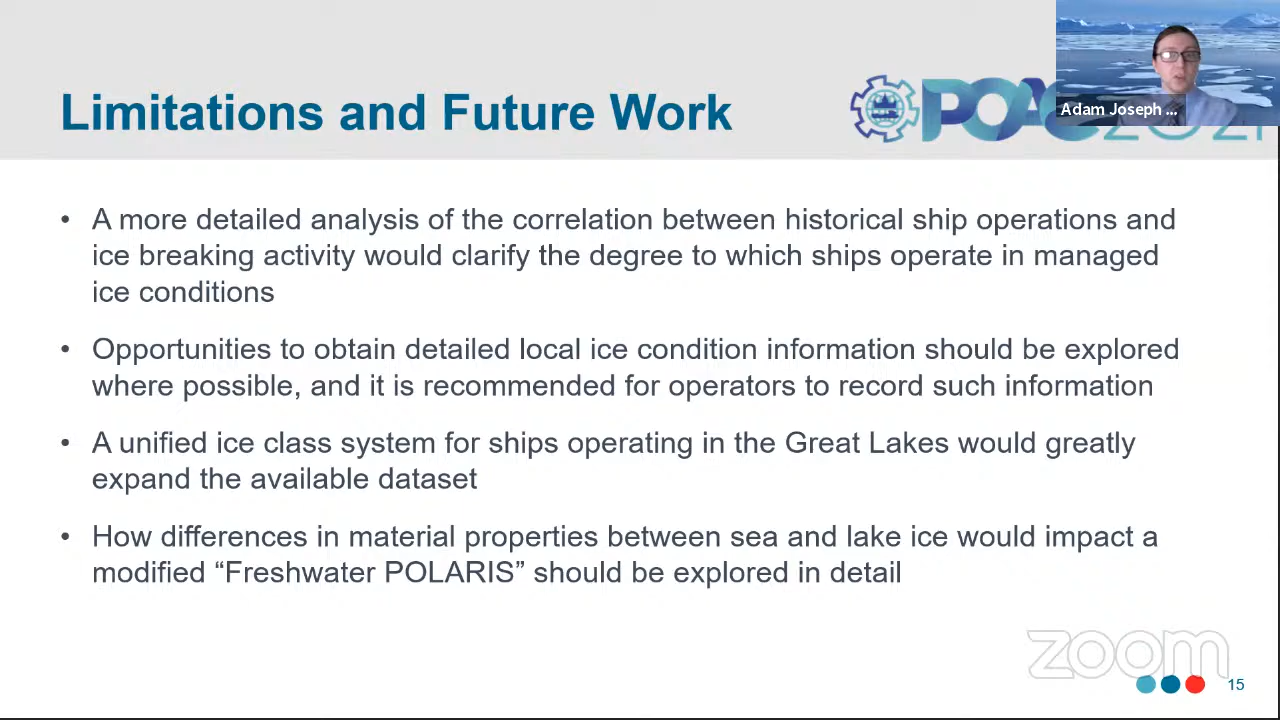 Limitations and Future Work
Adam Joseph ...
• A more detailed analysis of the correlation between historical ship operations and
ice breaking activity would clarify the degree to which ships operate in managed
ice conditions
• Opportunities to obtain detailed local ice condition information should be explored
where possible, and it is recommended for operators to record such information
• A unified ice class system for ships operating in the Great Lakes would greatly
expand the available dataset
• How differences in material properties between sea and lake ice would impact a
modified “Freshwater POLARIS” should be explored in detail
zoom
15